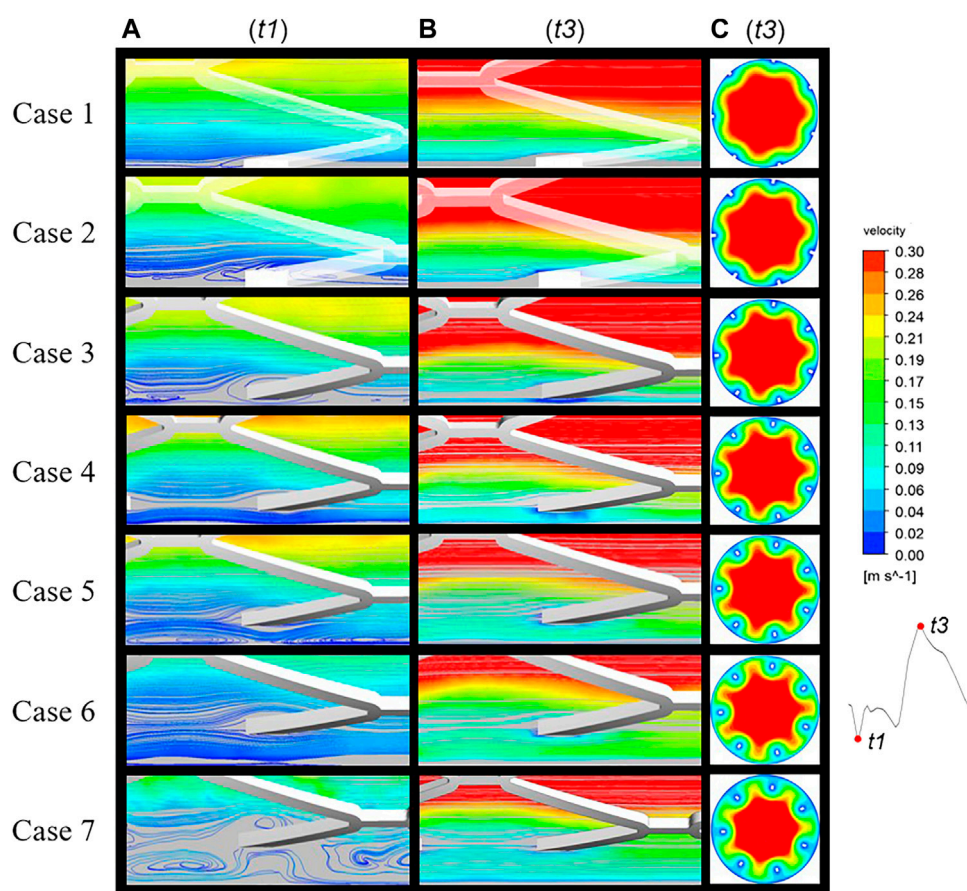 A (t1) B (t3) C (t3)
Case 1
Case 2
Case 3
Case 4
Case 5
Case 6
Case 7
velocity
0.30
0.28
0.26
0.24
0.21
0.19
0.17
0.15
0.13
0.11
0.09
0.06
0.04
0.02
0.00
[m s^-1]
t3
t1